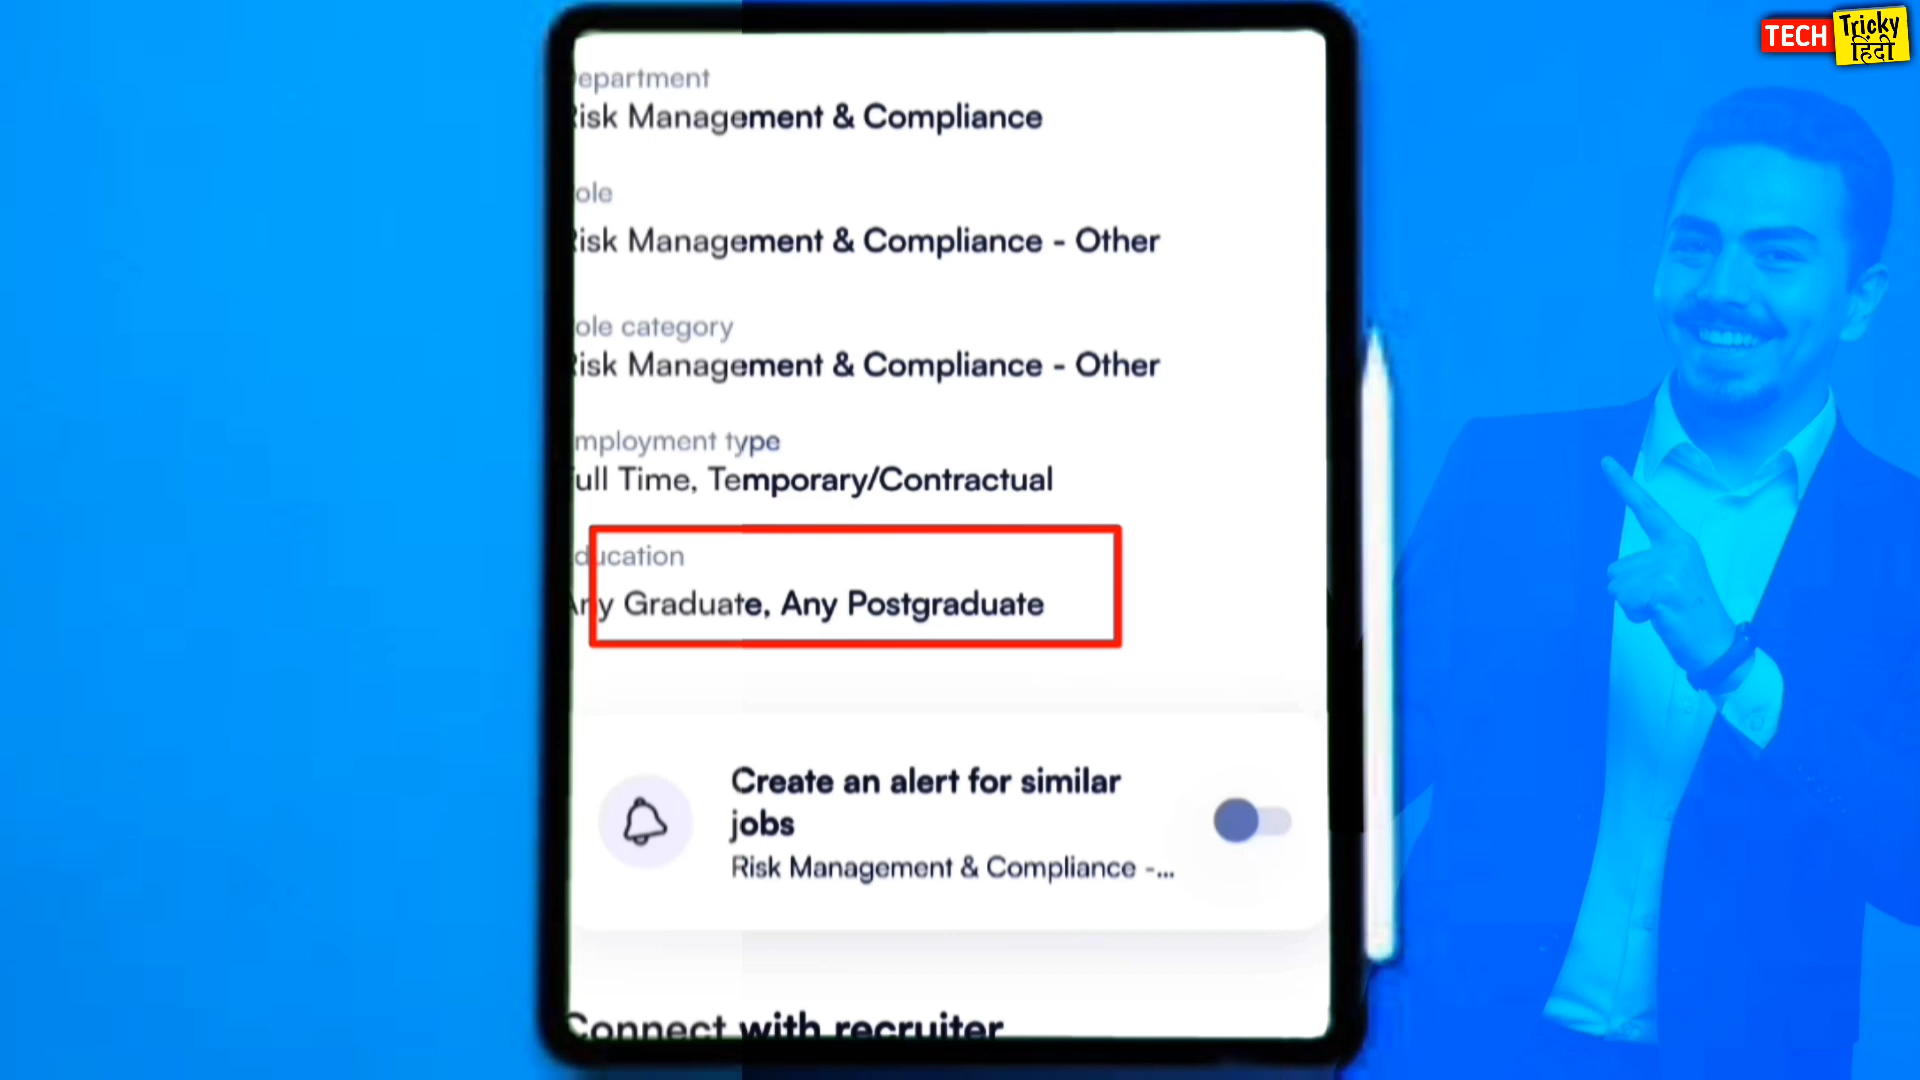 TECH Tricky
हिंदी
epartment
isk Management & Compliance
ole
isk Management & Compliance - Other
ole category
isk Management & Compliance - Other
mployment type
ull Time, Temporary/Contractual
ducation
ny Graduate, Any Postgraduate
Create an alert for similar
jobs
Risk Management & Compliance -...
Connect with recruiter